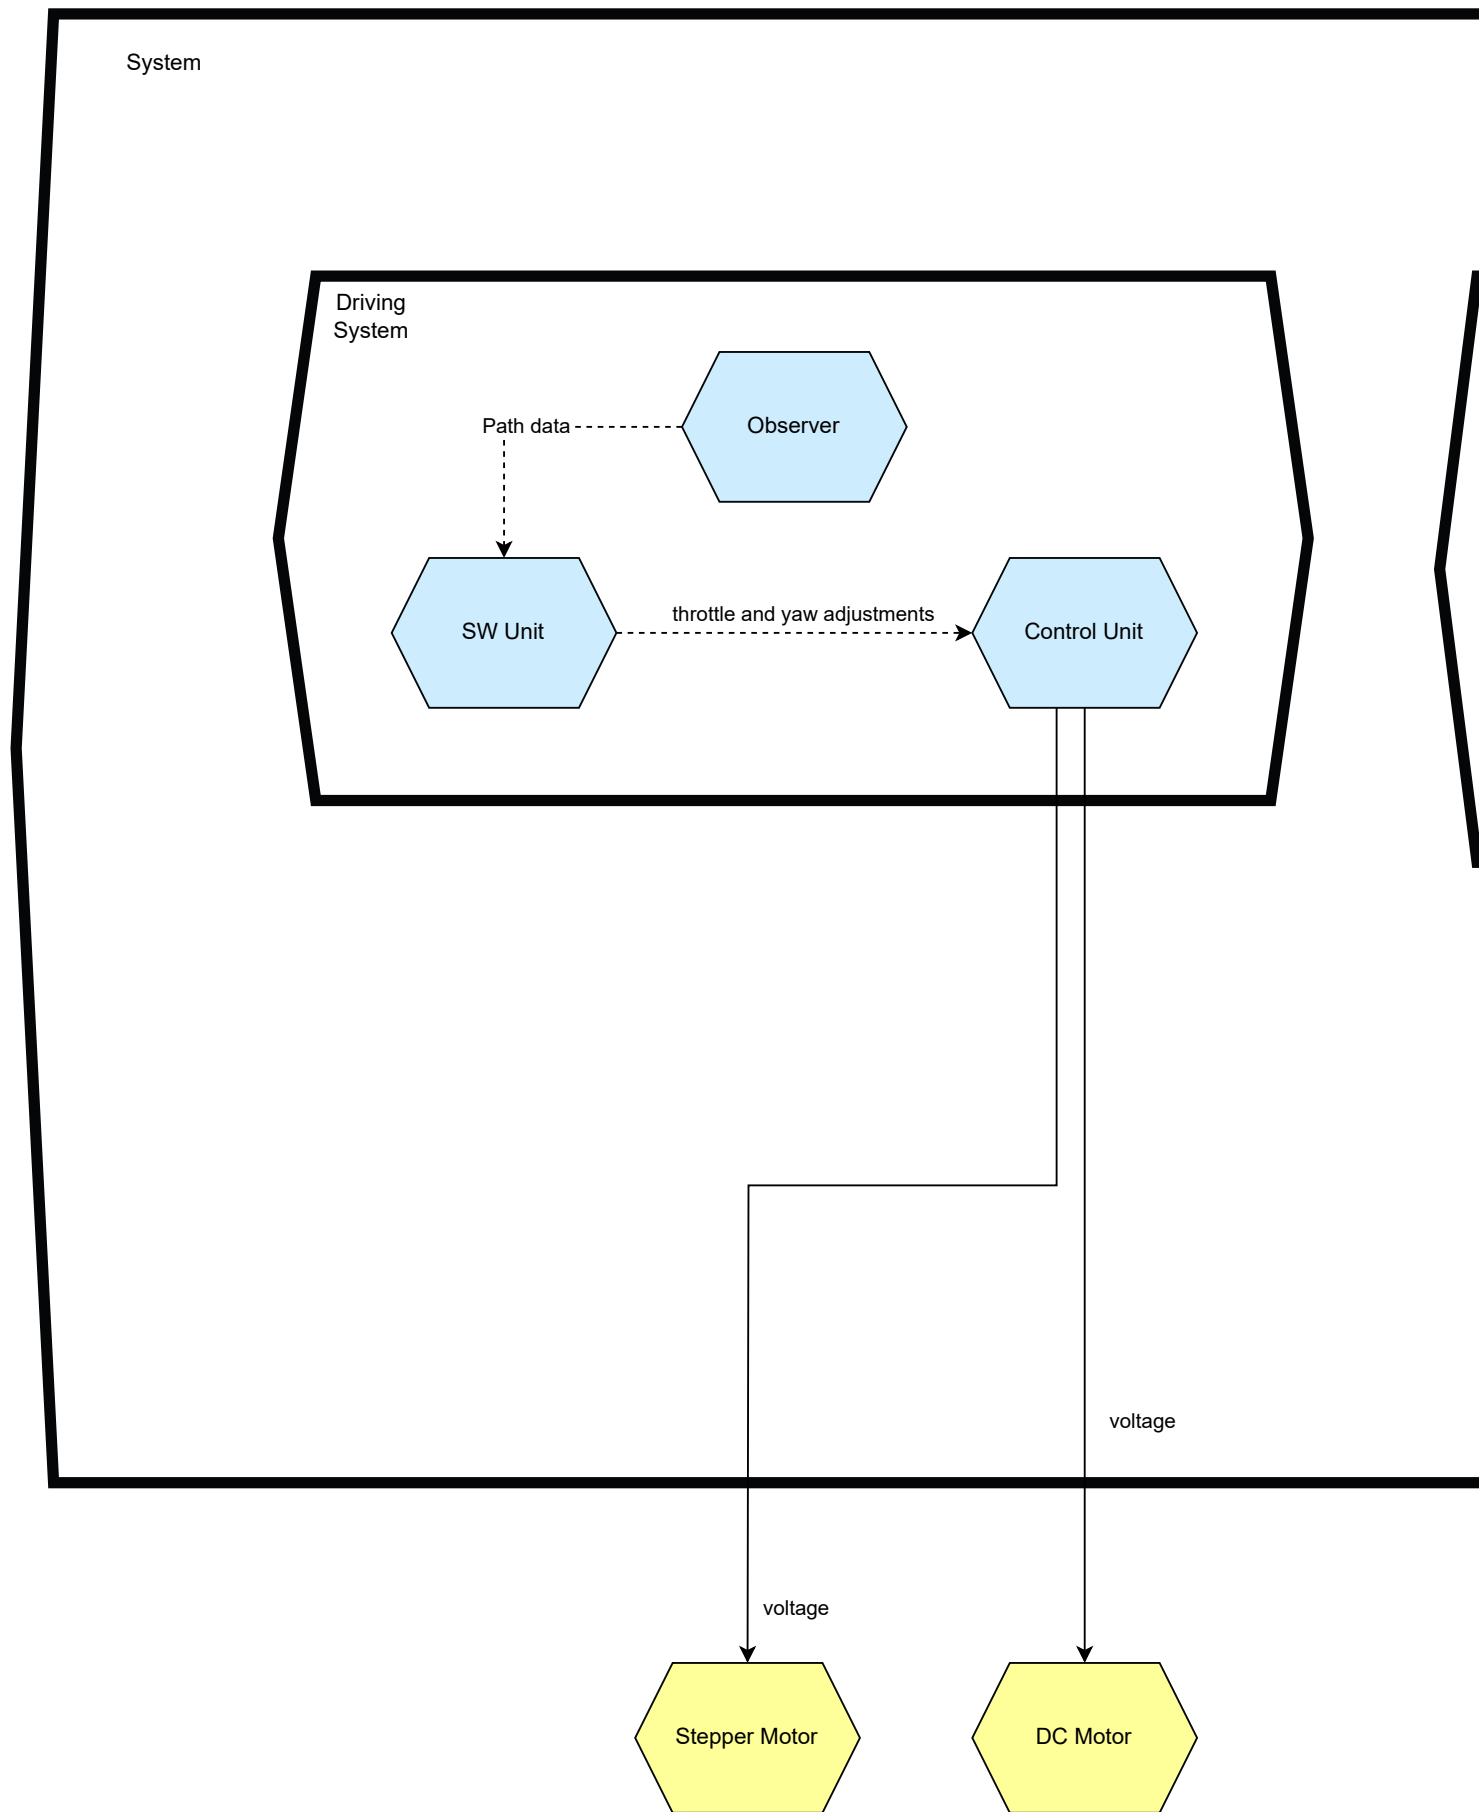 System
Driving
System
Observer
Path data
throttle and yaw adjustments
SW Unit
Control Unit
voltage
voltage
Stepper Motor
DC Motor